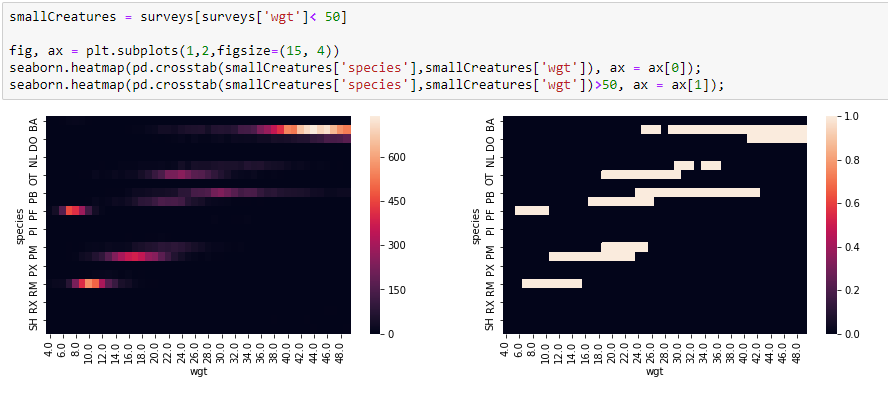 smallCreatures = surveys[surveys['wgt']< 50]
fig, ax = plt.subplots(1,2,figsize=(15, 4))
seaborn.heatmap(pd.crosstab(smallCreatures['species'],smallCreatures['wgt']), ax = ax[0]);
seaborn.heatmap(pd.crosstab(smallCreatures['species'],smallCreatures['wgt'])>50, ax = ax[1]);
species
BA
DO
NL
OT
PB
PF
PI
PM
PX
RM
RX
SH
4.0 6.0 8.0 10.0 12.0 14.0 16.0 18.0 20.0 22.0 24.0 26.0 28.0 30.0 32.0 34.0 36.0 38.0 40.0 42.0 44.0 46.0 48.0
wgt
600
450
300
150
0
species
BA
DO
NL
OT
PB
PF
PI
PM
PX
RM
RX
SH
4.0 6.0 8.0 10.0 12.0 14.0 16.0 18.0 20.0 22.0 24.0 26.0 28.0 30.0 32.0 34.0 36.0 38.0 40.0 42.0 44.0 46.0 48.0
wgt
1.0
0.8
0.6
0.4
0.2
0.0